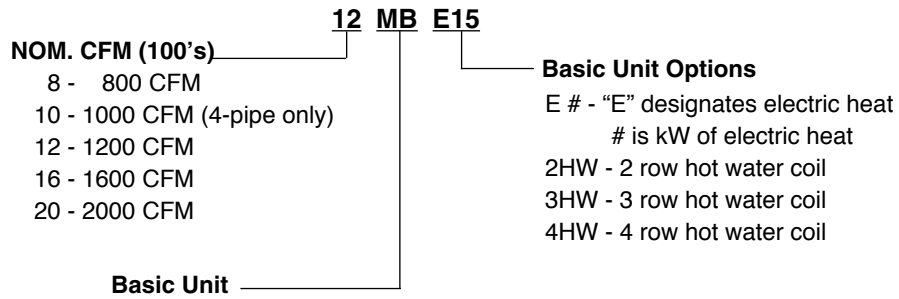 12 MB E15
NOM. CFM (100's)
8 - 800 CFM
10 - 1000 CFM (4-pipe only)
12 - 1200 CFM
16 - 1600 CFM
20 - 2000 CFM
Basic Unit
Basic Unit Options
E # - “E” designates electric heat
# is kW of electric heat
2HW - 2 row hot water coil
3HW - 3 row hot water coil
4HW - 4 row hot water coil